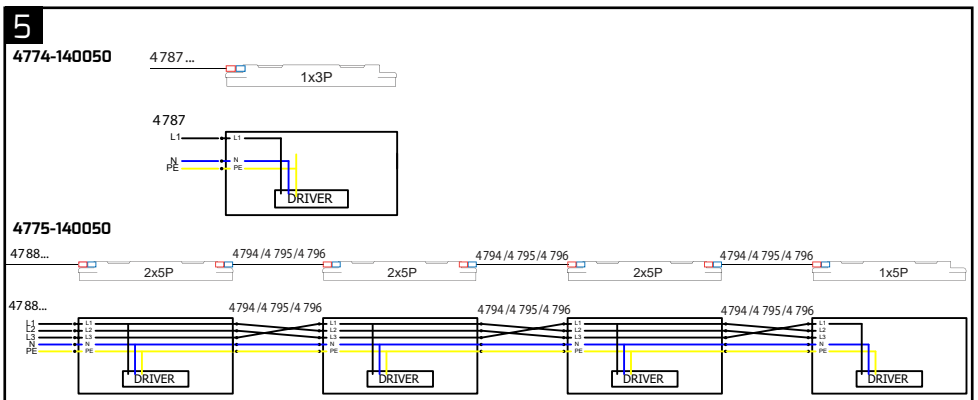 5
4774-140050
4787...
1x3P
4787
L1 L1
N N
PE PE
DRIVER
4775-140050
4788... 4794/4795/4796 4794/4795/4796 4794/4795/4796
2x5P 2x5P 2x5P 1x5P
4788... 4794/4795/4796 4794/4795/4796 4794/4795/4796
L1 L1 L1 L1 L1
L2 L2 L2 L2 L2
L3 L3 L3 L3 L3
N N N N N
PE PE PE PE PE
DRIVER DRIVER DRIVER DRIVER